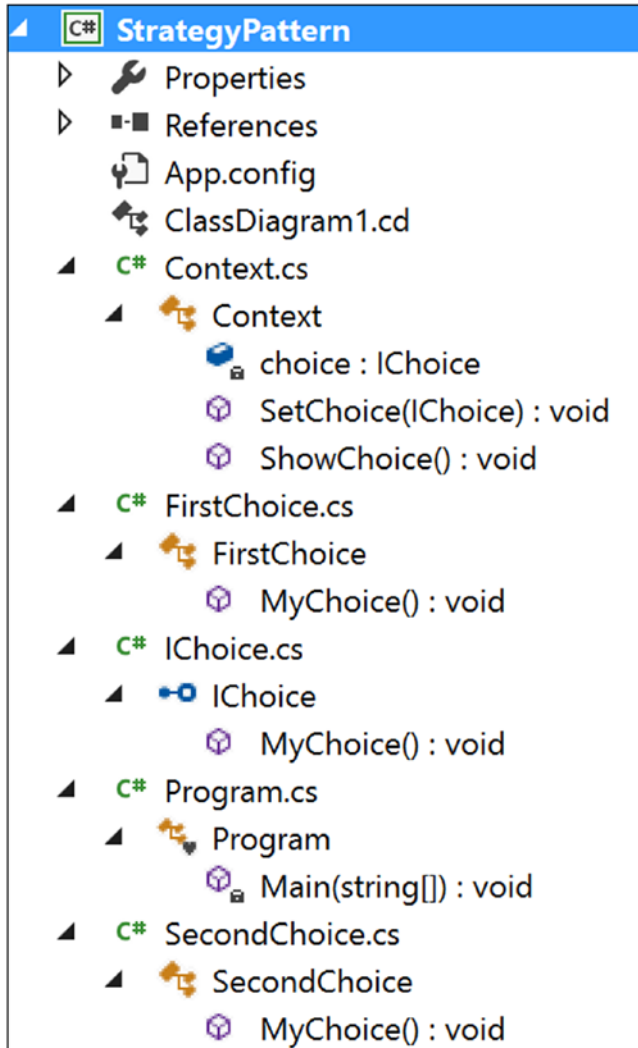 C# StrategyPattern
Properties
References
App.config
ClassDiagram1.cd
C# Context.cs
Context
choice : IChoice
SetChoice(IChoice) : void
ShowChoice() : void
C# FirstChoice.cs
FirstChoice
MyChoice() : void
C# IChoice.cs
IChoice
MyChoice() : void
C# Program.cs
Program
Main(string[]) : void
C# SecondChoice.cs
SecondChoice
MyChoice() : void